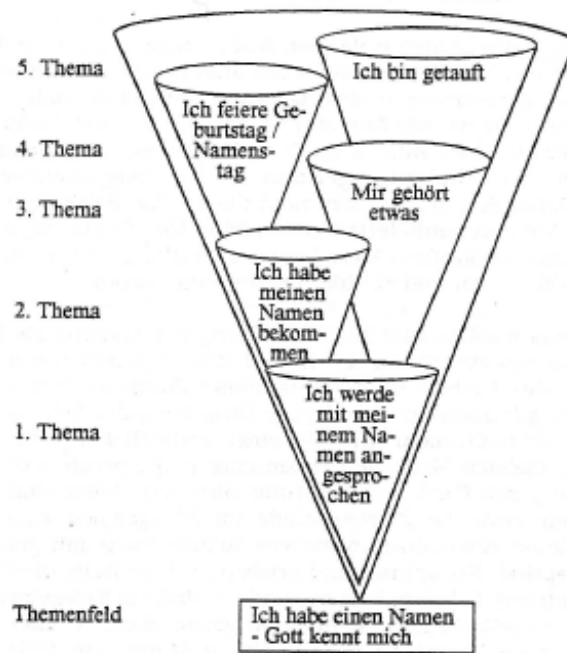 5. Thema
Ich bin getauft
Ich feiere Ge-
burtstag /
Namens-
tag
4. Thema
Mir gehört
etwas
3. Thema
Ich habe
meinen
Namen
bekom-
men
2. Thema
Ich werde
mit mei-
nem Na-
men an-
gespro-
chen
1. Thema
Themenfeld
Ich habe einen Namen
- Gott kennt mich